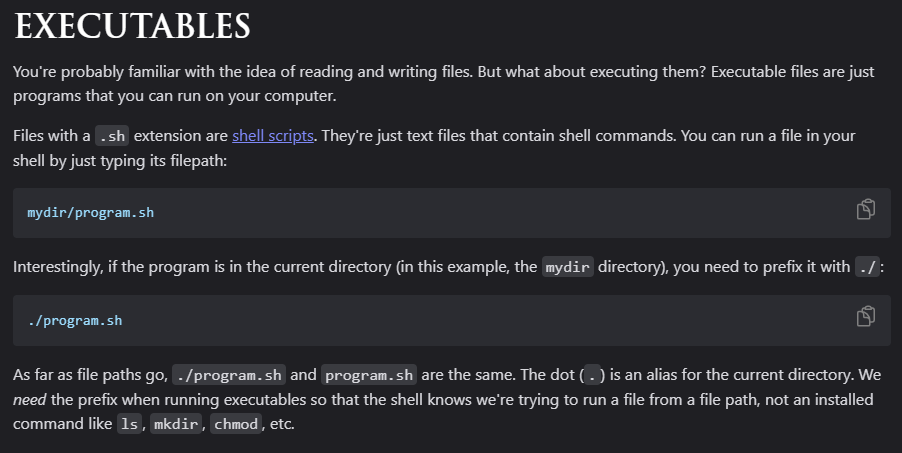 EXECUTABLES
You're probably familiar with the idea of reading and writing files. But what about executing them? Executable files are just
programs that you can run on your computer.
Files with a .sh extension are shell scripts. They're just text files that contain shell commands. You can run a file in your
shell by just typing its filepath:
mydir/program.sh
Interestingly, if the program is in the current directory (in this example, the mydir directory), you need to prefix it with ./:
./program.sh
As far as file paths go, ./program.sh and program.sh are the same. The dot (.) is an alias for the current directory. We
need the prefix when running executables so that the shell knows we're trying to run a file from a file path, not an installed
command like ls, mkdir, chmod, etc.